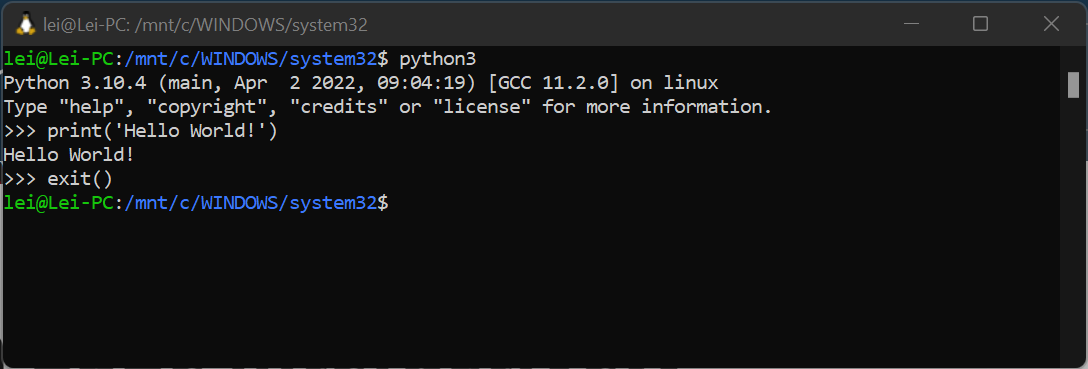 lei@Lei-PC: /mnt/c/WINDOWS/system32
lei@Lei-PC:/mnt/c/WINDOWS/system32$ python3
Python 3.10.4 (main, Apr  2 2022, 09:04:19) [GCC 11.2.0] on linux
Type "help", "copyright", "credits" or "license" for more information.
>>> print('Hello World!')
Hello World!
>>> exit()
lei@Lei-PC:/mnt/c/WINDOWS/system32$